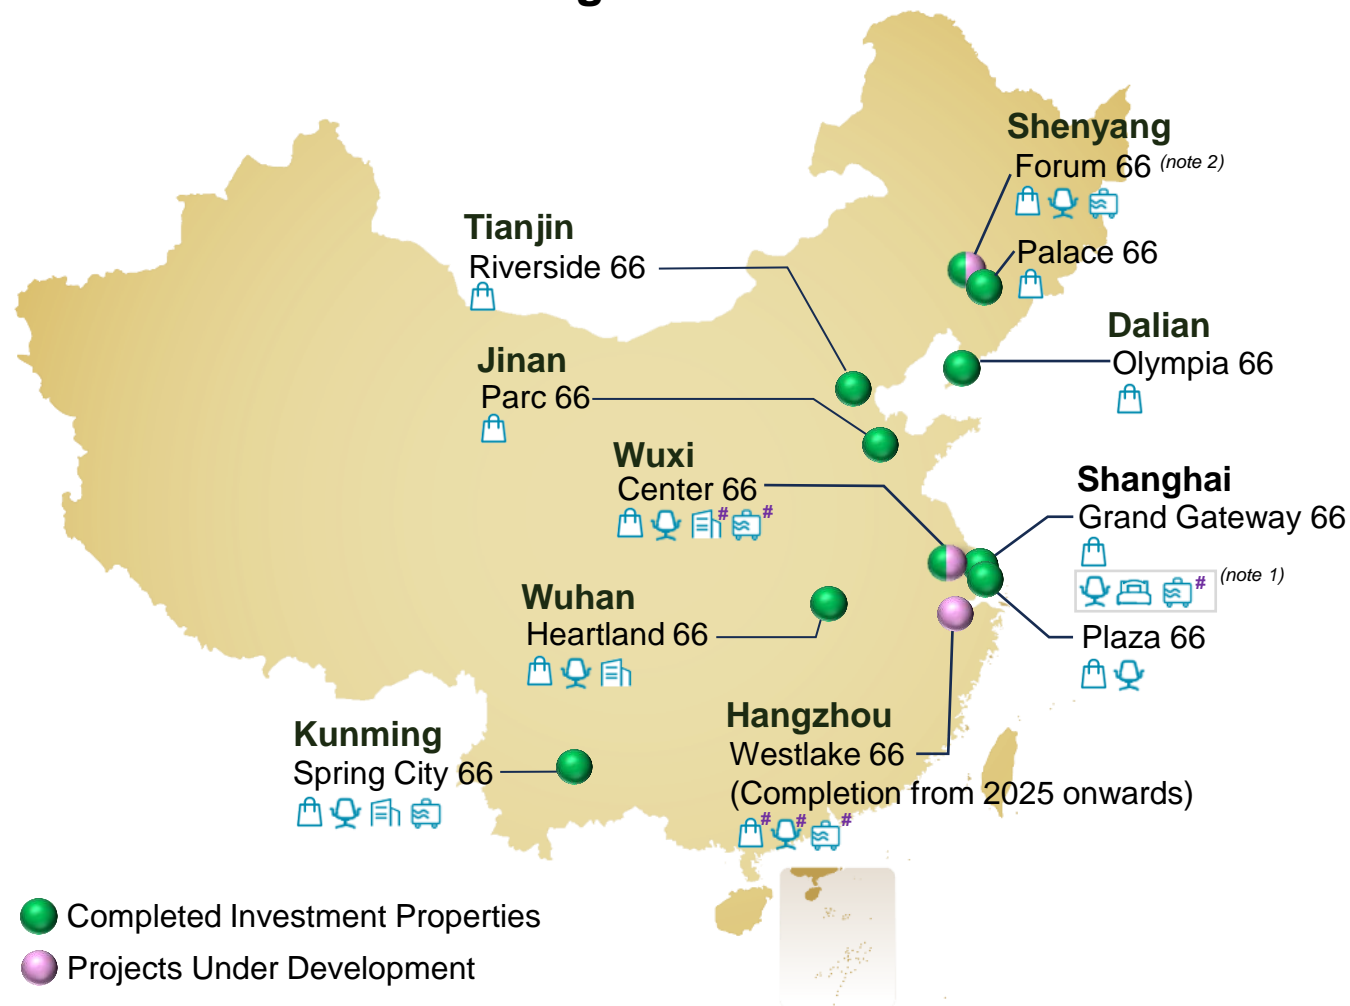 Shenyang
Forum 66 (note 2)
Palace 66
Tianjin
Riverside 66
Dalian
Olympia 66
Jinan
Parc 66
Wuxi
Center 66
# #
Shanghai
Grand Gateway 66
# (note 1)
Plaza 66
Wuhan
Heartland 66
Hangzhou
Westlake 66
(Completion from 2025 onwards)
# # #
Kunming
Spring City 66
Completed Investment Properties
Projects Under Development